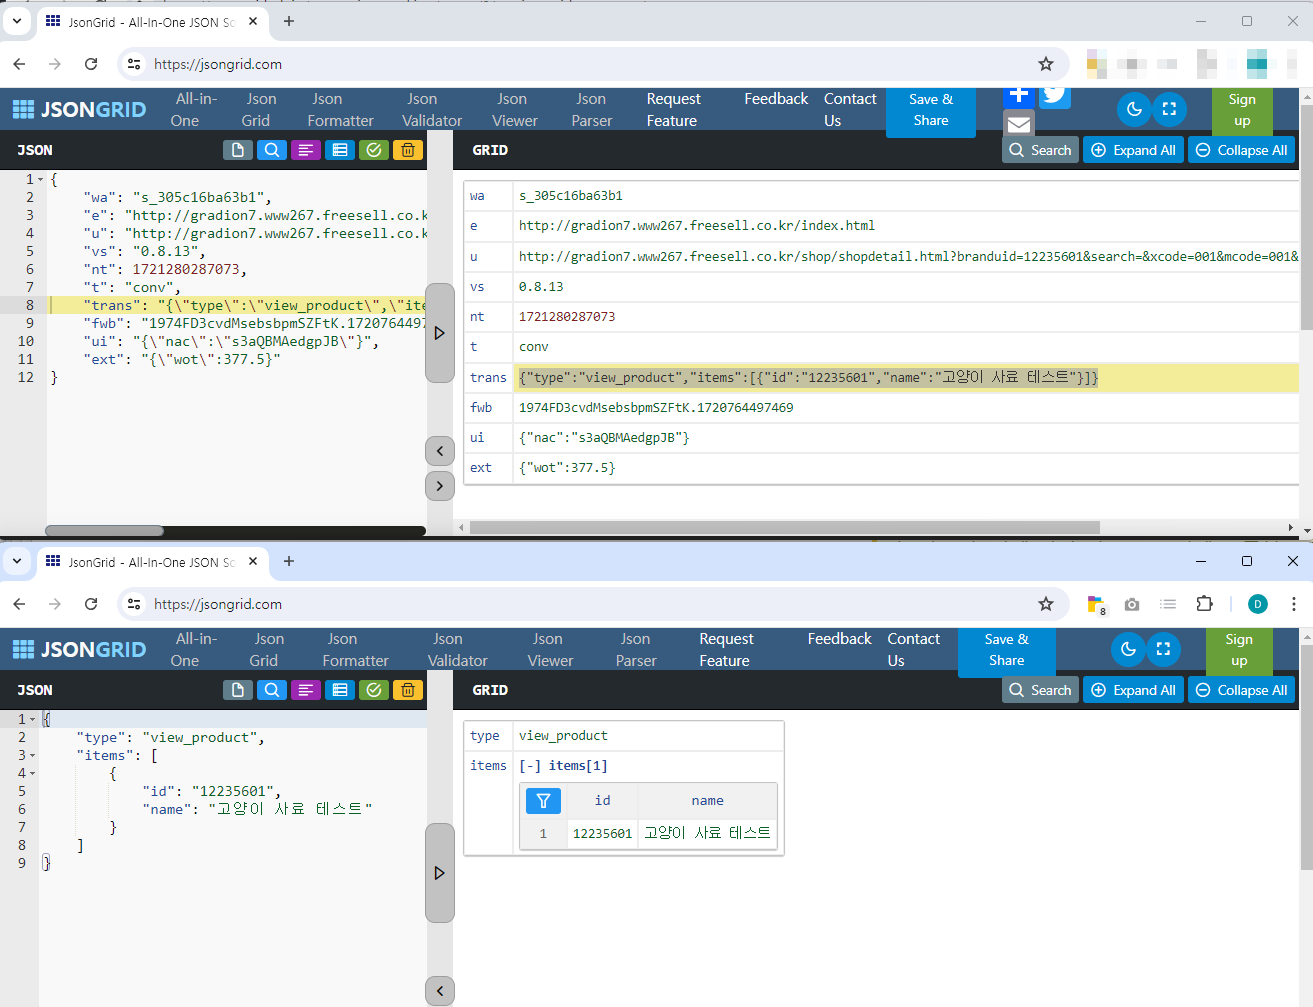 JsonGrid - All-In-One JSON Sc
https://jsongrid.com
JSONGRID
All-in-One
Json Grid
Json Formatter
Json Validator
Json Viewer
Json Parser
Request Feature
Feedback
Contact Us
Save & Share
Sign up
JSON
GRID
Search
Expand All
Collapse All
1 {
2 "wa": "s_305c16ba63b1",
3 "e": "http://gradion7.www267.freesell.co.k
4 "u": "http://gradion7.www267.freesell.co.k
5 "vs": "0.8.13",
6 "nt": 1721280287073,
7 "t": "conv",
8 "trans": "{\"type\":\"view_product\",\"ite
9 "fwb": "1974FD3cvdMsebsbpmSZFtK.1720764497
10 "ui": "{\"nac\":\"s3aQBMAedgpJB\"}",
11 "ext": "{\"wot\":377.5}"
12 }
wa s_305c16ba63b1
e http://gradion7.www267.freesell.co.kr/index.html
u http://gradion7.www267.freesell.co.kr/shop/shopdetail.html?branduid=12235601&search=&xcode=001&mcode=001&
vs 0.8.13
nt 1721280287073
t conv
trans {"type":"view_product","items":[{"id":"12235601","name":"고양이 사료 테스트"}]}
fwb 1974FD3cvdMsebsbpmSZFtK.1720764497469
ui {"nac":"s3aQBMAedgpJB"}
ext {"wot":377.5}
JsonGrid - All-In-One JSON Sc
https://jsongrid.com
8
D
JSONGRID
All-in-One
Json Grid
Json Formatter
Json Validator
Json Viewer
Json Parser
Request Feature
Feedback
Contact Us
Save & Share
Sign up
JSON
GRID
Search
Expand All
Collapse All
1 {
2 "type": "view_product",
3 "items": [
4 {
5 "id": "12235601",
6 "name": "고양이 사료 테스트"
7 }
8 ]
9 }
type view_product
items [-] items[1]
id name
1 12235601 고양이 사료 테스트